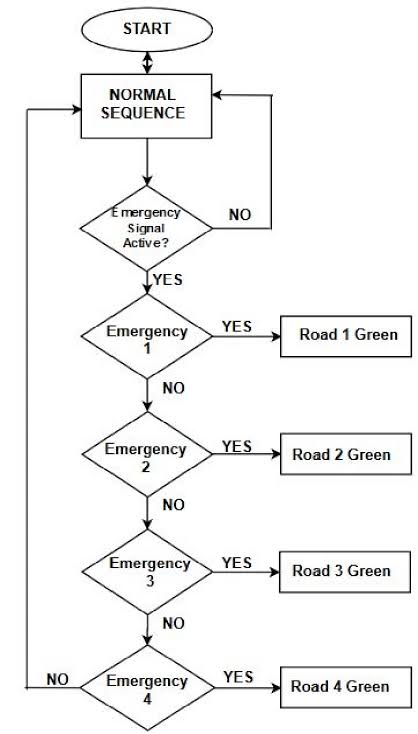 START
NORMAL
SEQUENCE
Emergency
Signal
Active?
NO
YES
Emergency
1
YES
Road 1 Green
NO
Emergency
2
YES
Road 2 Green
NO
Emergency
3
YES
Road 3 Green
NO
NO
Emergency
4
YES
Road 4 Green